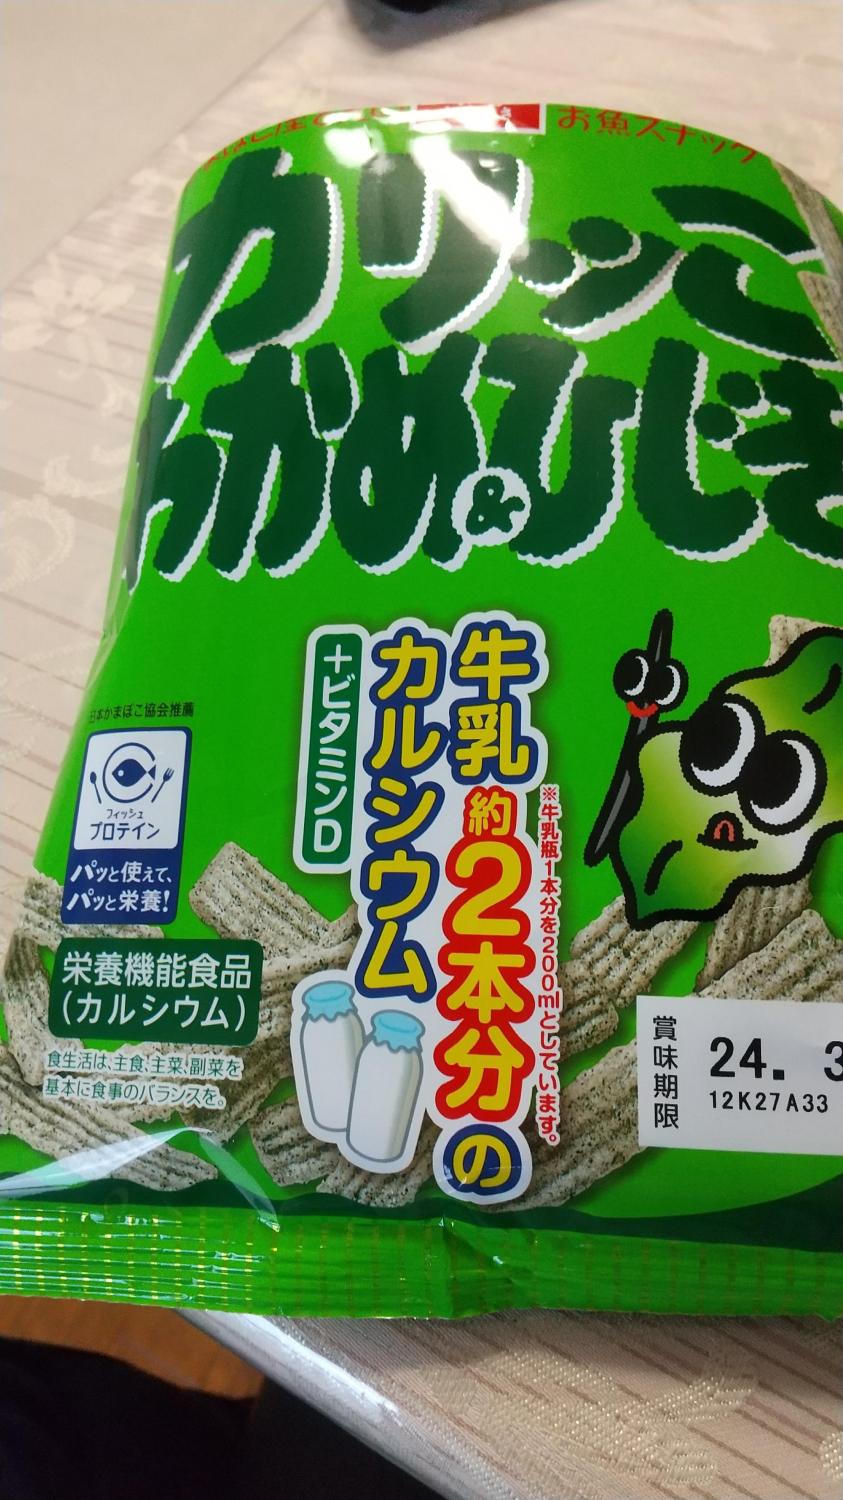 お魚スナック
カリッこ
わかめ&ひじき
牛乳約2本分の
カルシウム
+ビタミンD
※牛乳瓶1本分を200mlとしています。
日本かまぼこ協会推薦
フィッシュ
プロテイン
パッと使えて、
パッと栄養!
栄養機能食品
(カルシウム)
食生活は、主食、主菜、副菜を
基本に食事のバランスを。
賞味期限
24. 3
12K27A33